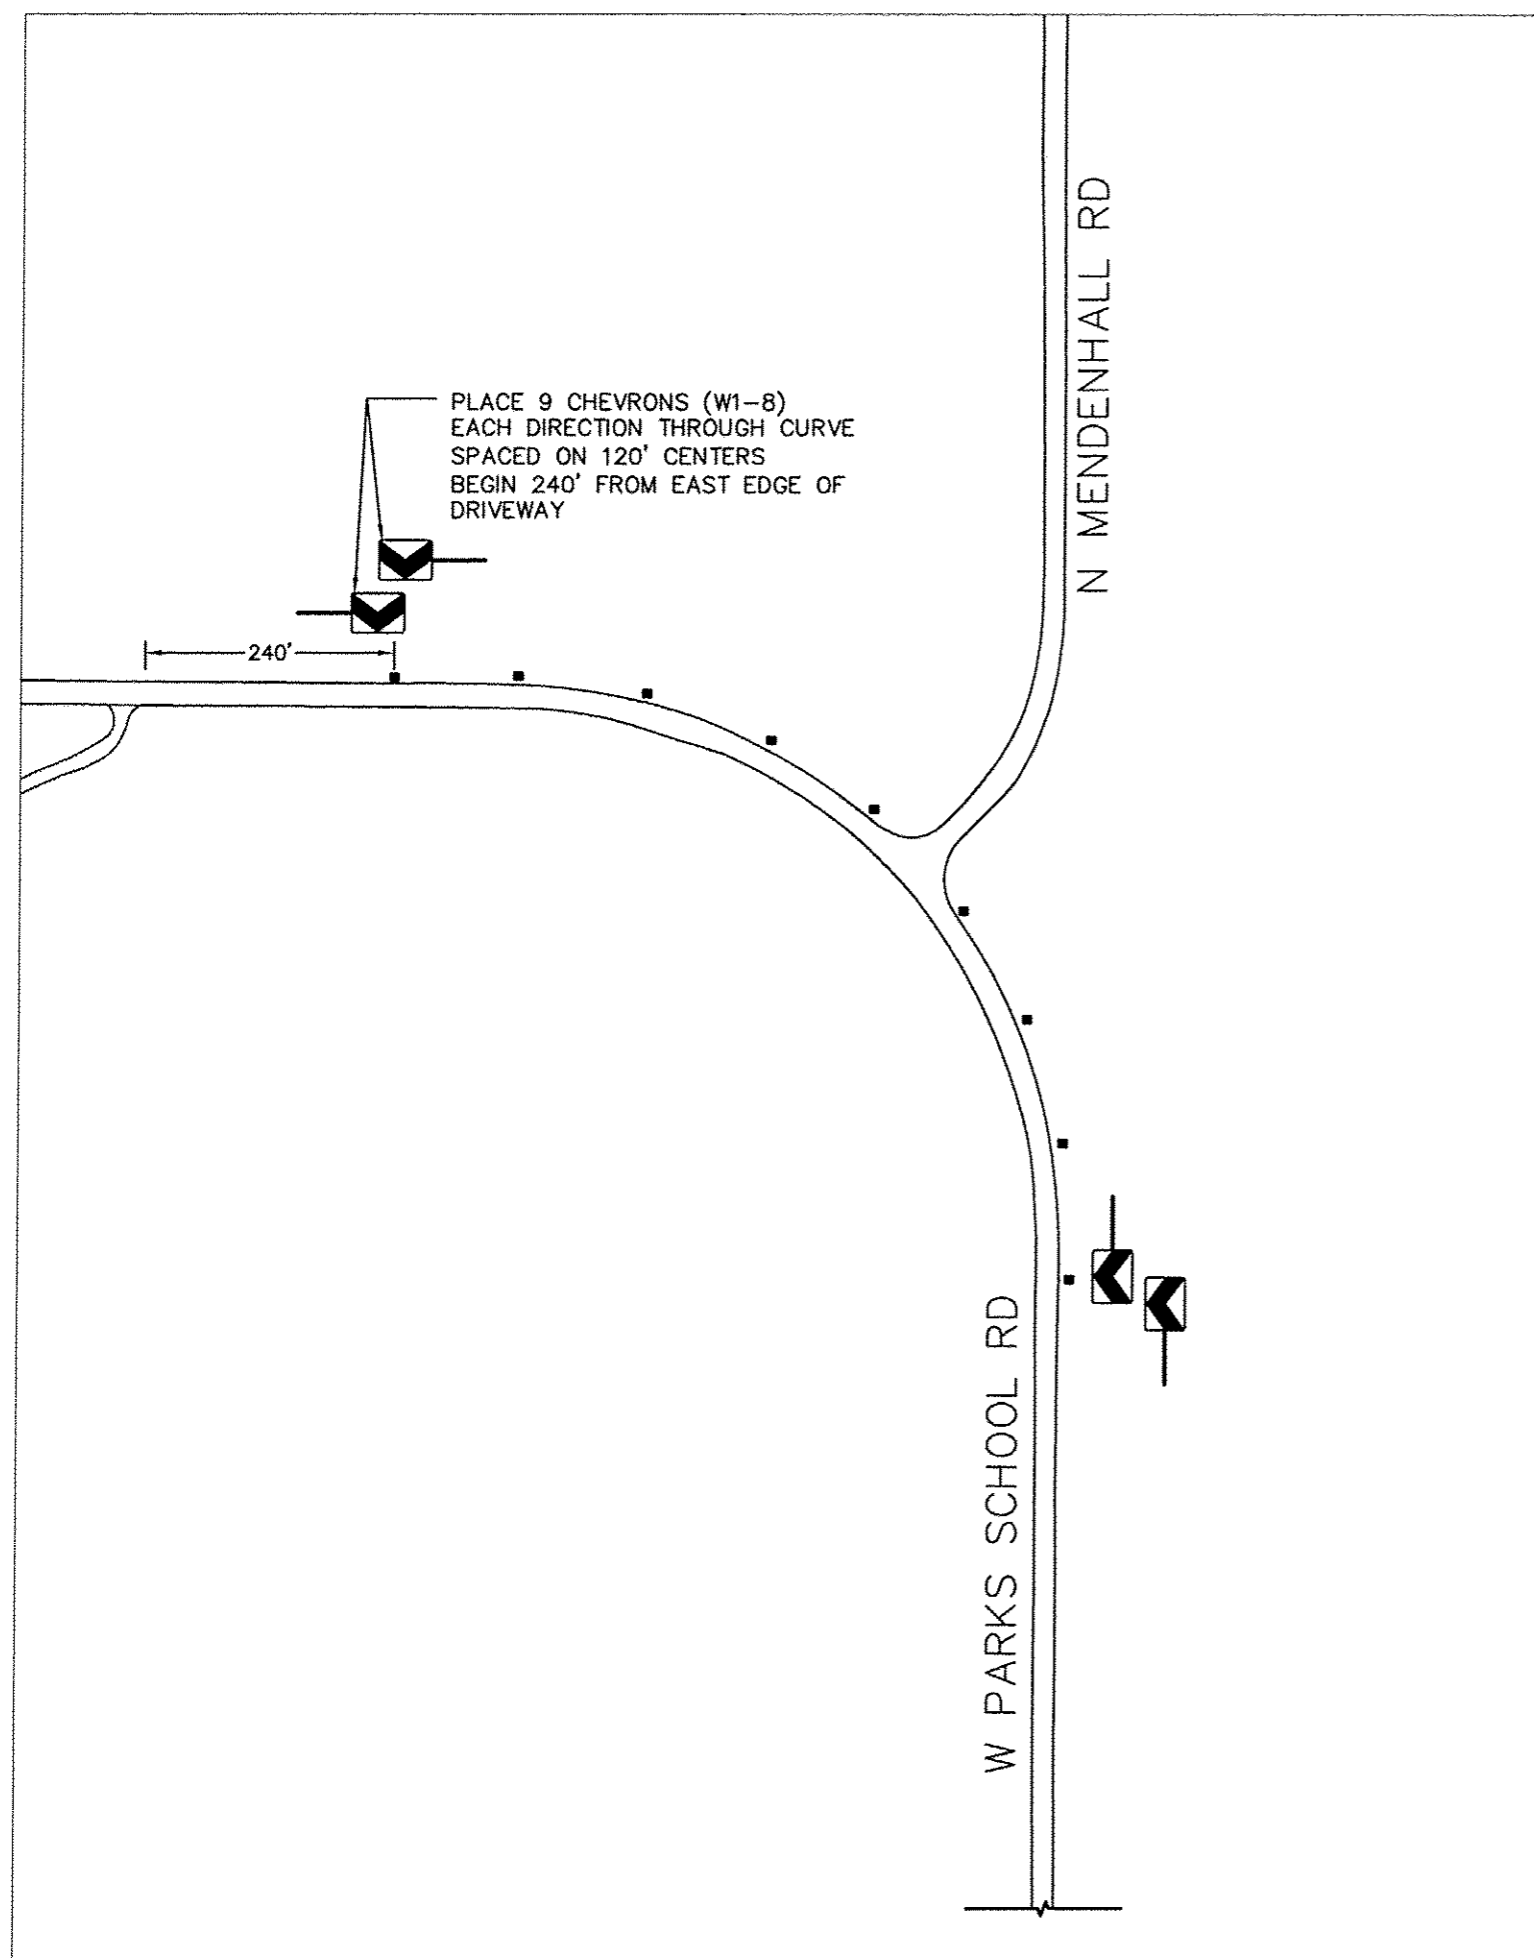 N MENDENHALL RD
PLACE 9 CHEVRONS (W1-8)
EACH DIRECTION THROUGH CURVE
SPACED ON 120' CENTERS
BEGIN 240' FROM EAST EDGE OF
DRIVEWAY
240'
W PARKS SCHOOL RD